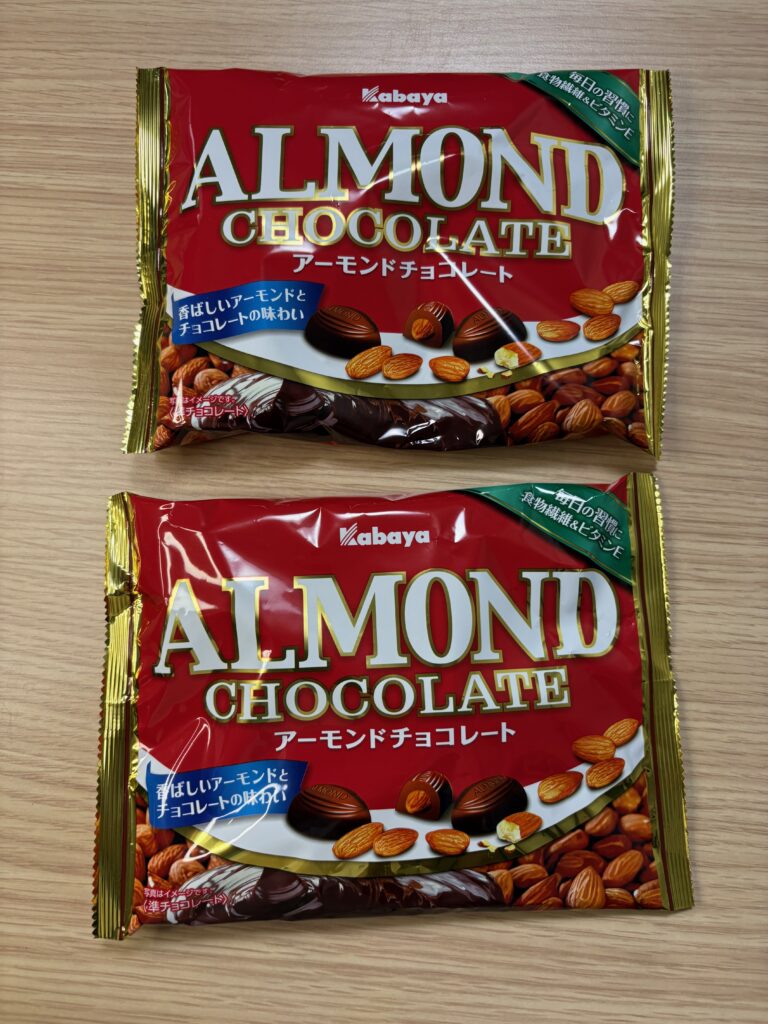 Kabaya
毎日の習慣に
食物繊維&ビタミンE
ALMOND
CHOCOLATE
アーモンドチョコレート
香ばしいアーモンドと
チョコレートの味わい
ALMOND
写真はイメージです。
〈準チョコレート〉
Kabaya
毎日の習慣に
食物繊維&ビタミンE
ALMOND
CHOCOLATE
アーモンドチョコレート
香ばしいアーモンドと
チョコレートの味わい
ALMOND
写真はイメージです。
〈準チョコレート〉